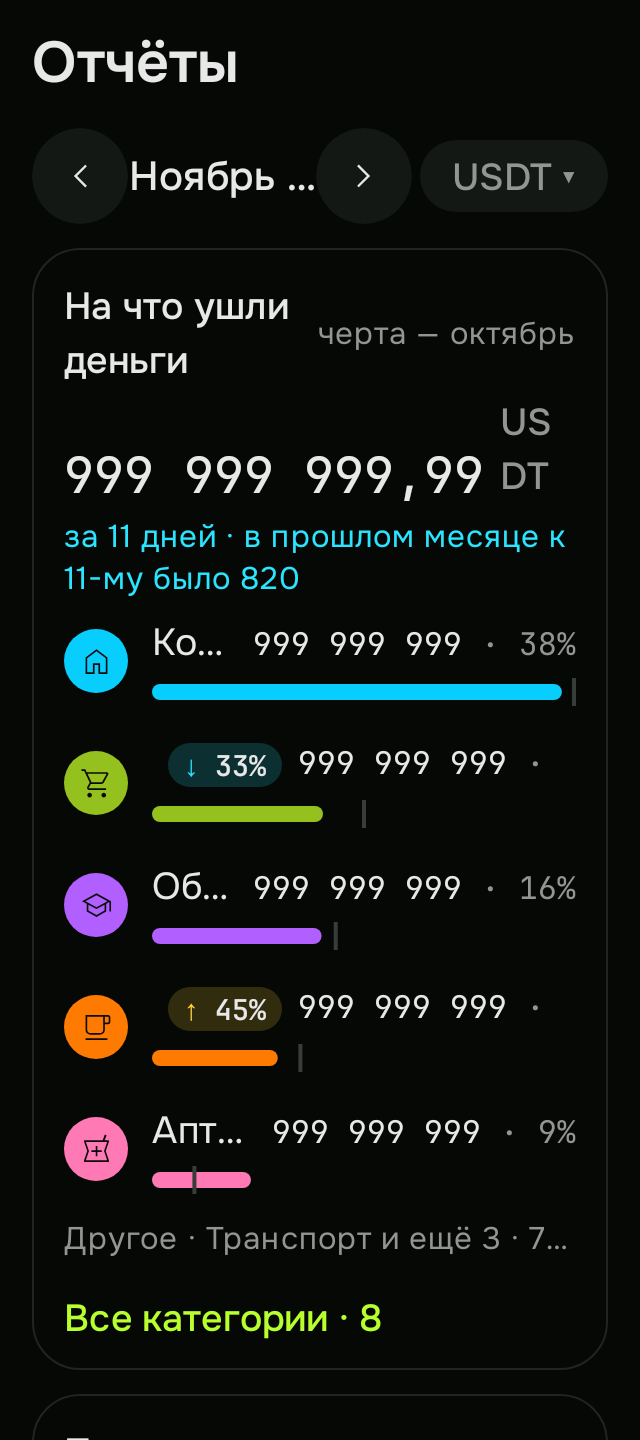 Отчёты
Ноябрь ...
USDT ▾
На что ушли
деньги
черта — октябрь
999 999 999,99
US
DT
за 11 дней · в прошлом месяце к
11-му было 820
Ко... 999 999 999 · 38%
↓ 33% 999 999 999 ·
Об... 999 999 999 · 16%
↑ 45% 999 999 999 ·
Апт... 999 999 999 · 9%
Другое · Транспорт и ещё 3 · 7...
Все категории · 8